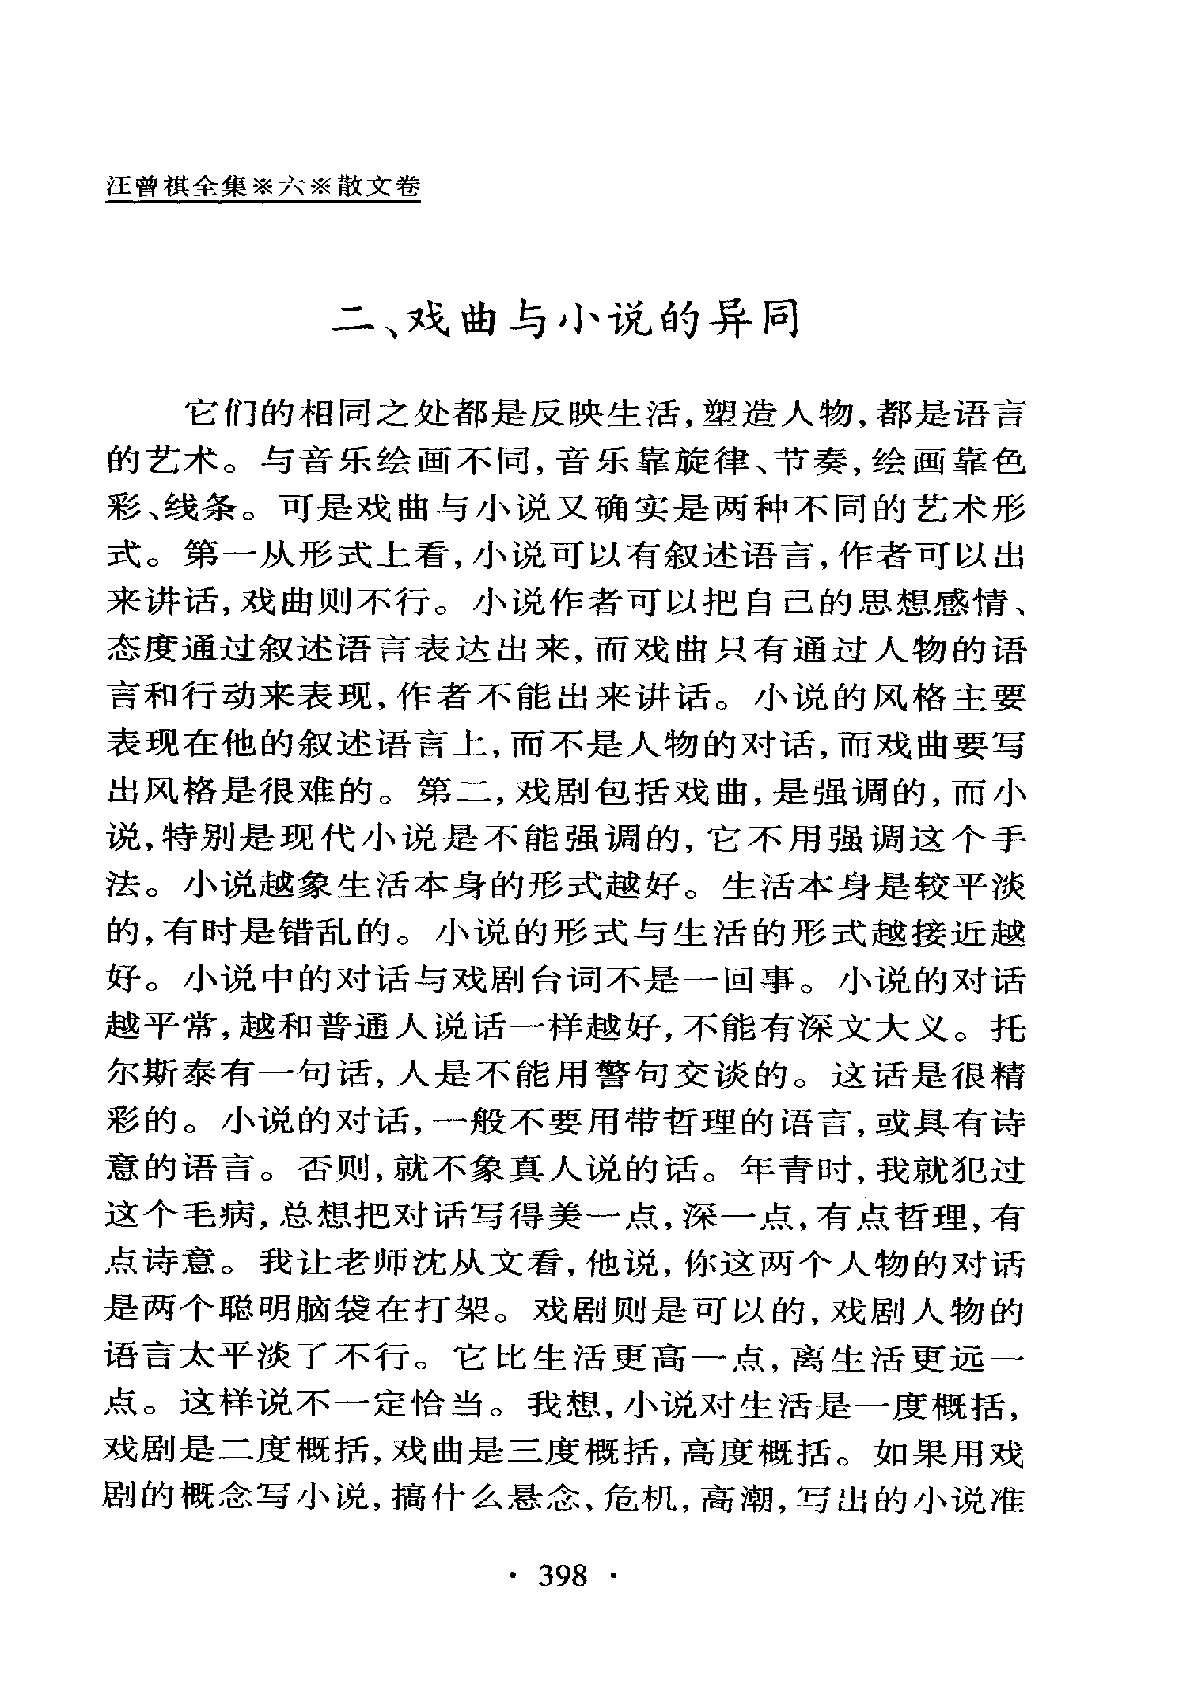 汪曾祺全集※六※散文卷
二、戏曲与小说的异同
它们的相同之处都是反映生活,塑造人物,都是语言
的艺术。与音乐绘画不同,音乐靠旋律、节奏,绘画靠色
彩、线条。可是戏曲与小说又确实是两种不同的艺术形
式。第一从形式上看,小说可以有叙述语言,作者可以出
来讲话,戏曲则不行。小说作者可以把自己的思想感情、
态度通过叙述语言表达出来,而戏曲只有通过人物的语
言和行动来表现,作者不能出来讲话。小说的风格主要
表现在他的叙述语言上,而不是人物的对话,而戏曲要写
出风格是很难的。第二,戏剧包括戏曲,是强调的,而小
说,特别是现代小说是不能强调的,它不用强调这个手
法。小说越象生活本身的形式越好。生活本身是较平淡
的,有时是错乱的。小说的形式与生活的形式越接近越
好。小说中的对话与戏剧台词不是一回事。小说的对话
越平常,越和普通人说话一样越好,不能有深文大义。托
尔斯泰有一句话,人是不能用警句交谈的。这话是很精
彩的。小说的对话,一般不要用带哲理的语言,或具有诗
意的语言。否则,就不象真人说的话。年青时,我就犯过
这个毛病,总想把对话写得美一点,深一点,有点哲理,有
点诗意。我让老师沈从文看,他说,你这两个人物的对话
是两个聪明脑袋在打架。戏剧则是可以的,戏剧人物的
语言太平淡了不行。它比生活更高一点,离生活更远一
点。这样说不一定恰当。我想,小说对生活是一度概括,
戏剧是二度概括,戏曲是三度概括,高度概括。如果用戏
剧的概念写小说,搞什么悬念、危机,高潮,写出的小说准
· 398 ·